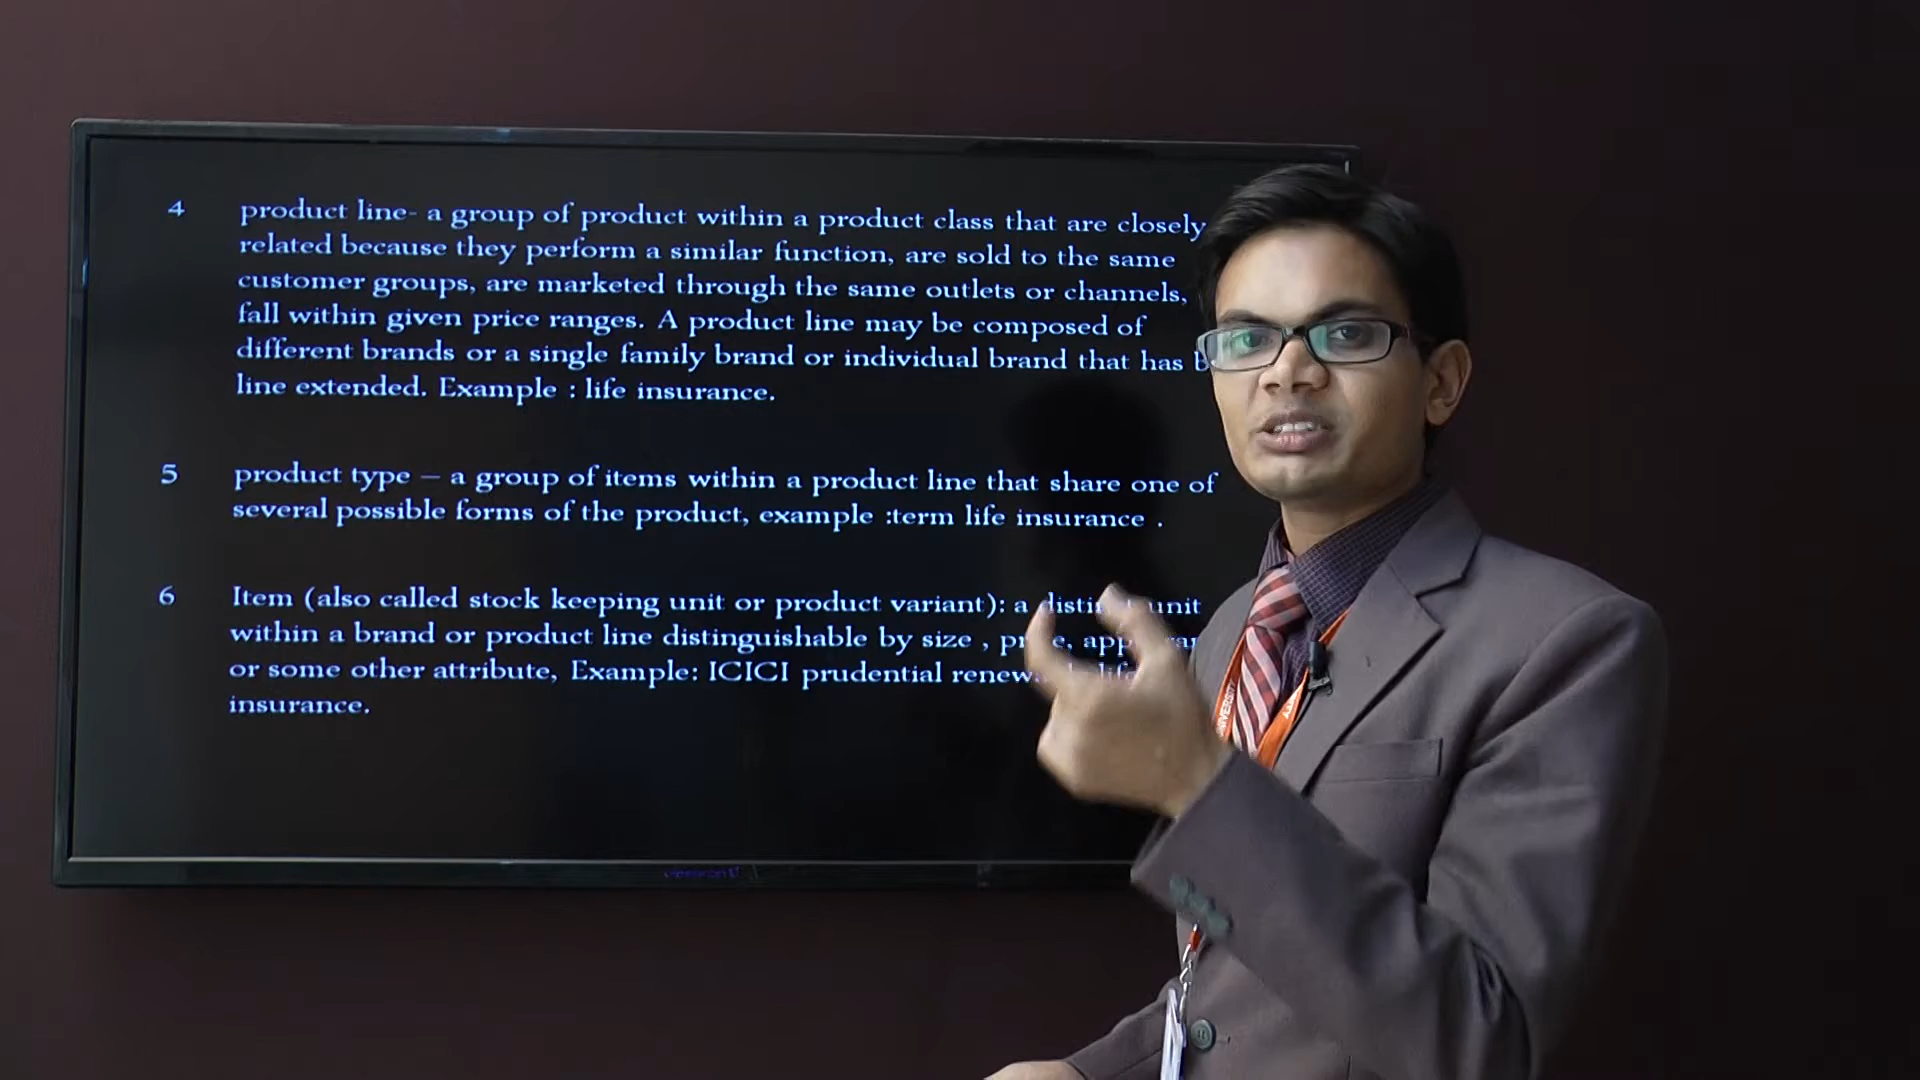 4 product line- a group of product within a product class that are closely
related because they perform a similar function, are sold to the same
customer groups, are marketed through the same outlets or channels,
fall within given price ranges. A product line may be composed of
different brands or a single family brand or individual brand that has
line extended. Example : life insurance.
5 product type – a group of items within a product line that share one of
several possible forms of the product, example :term life insurance .
6 Item (also called stock keeping unit or product variant): a unit
within a brand or product line distinguishable by size ,
or some other attribute, Example: ICICI prudential
insurance.